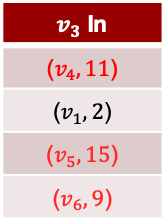 v₃ In
(v₄, 11)
(v₁, 2)
(v₅, 15)
(v₆, 9)